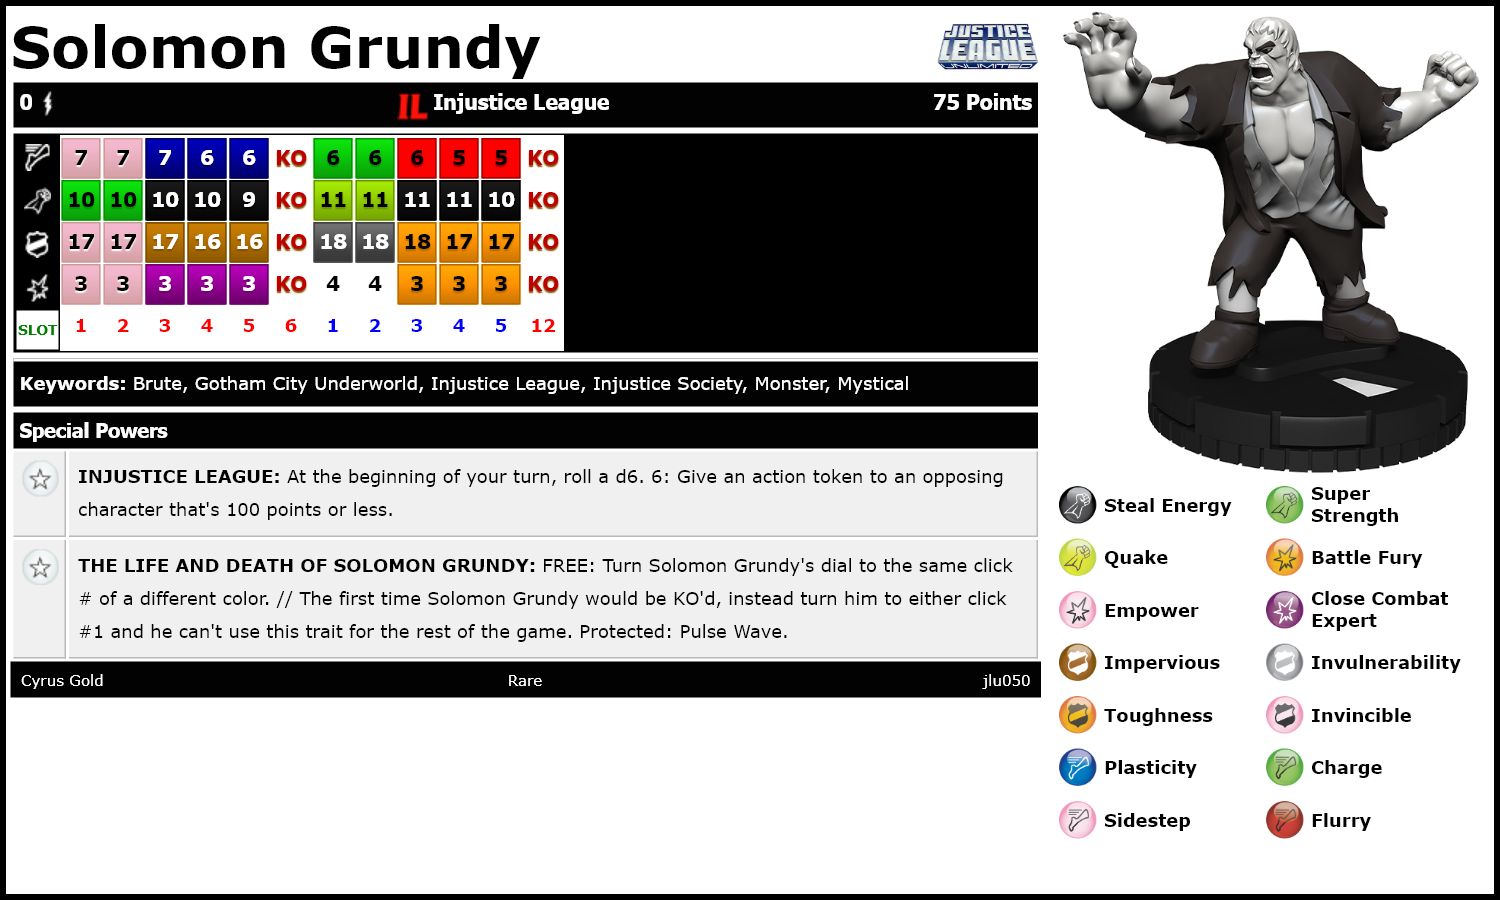 Solomon Grundy
JUSTICE
LEAGUE
UNLIMITED
0 IL Injustice League 75 Points
7 7 7 6 6 KO 6 6 6 5 5 KO
10 10 10 10 9 KO 11 11 11 11 10 KO
17 17 17 16 16 KO 18 18 18 17 17 KO
3 3 3 3 3 KO 4 4 3 3 3 KO
SLOT 1 2 3 4 5 6 1 2 3 4 5 12
Keywords: Brute, Gotham City Underworld, Injustice League, Injustice Society, Monster, Mystical
Special Powers
INJUSTICE LEAGUE: At the beginning of your turn, roll a d6. 6: Give an action token to an opposing
character that's 100 points or less.
THE LIFE AND DEATH OF SOLOMON GRUNDY: FREE: Turn Solomon Grundy's dial to the same click
# of a different color. // The first time Solomon Grundy would be KO'd, instead turn him to either click
#1 and he can't use this trait for the rest of the game. Protected: Pulse Wave.
Cyrus Gold Rare jlu050
Steal Energy
Super
Strength
Quake
Battle Fury
Empower
Close Combat
Expert
Impervious
Invulnerability
Toughness
Invincible
Plasticity
Charge
Sidestep
Flurry